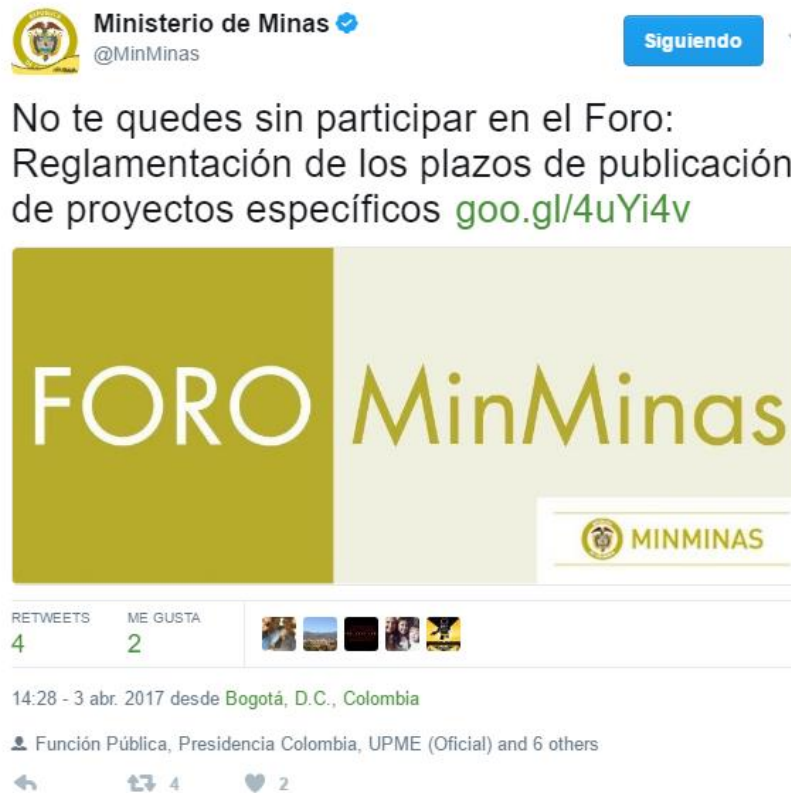 Ministerio de Minas
@MinMinas
Siguiendo
No te quedes sin participar en el Foro:
Reglamentación de los plazos de publicación
de proyectos específicos goo.gl/4uYi4v
FORO MinMinas
MINMINAS
RETWEETS ME GUSTA
4 2
14:28 - 3 abr. 2017 desde Bogotá, D.C., Colombia
Función Pública, Presidencia Colombia, UPME (Oficial) and 6 others
4 2